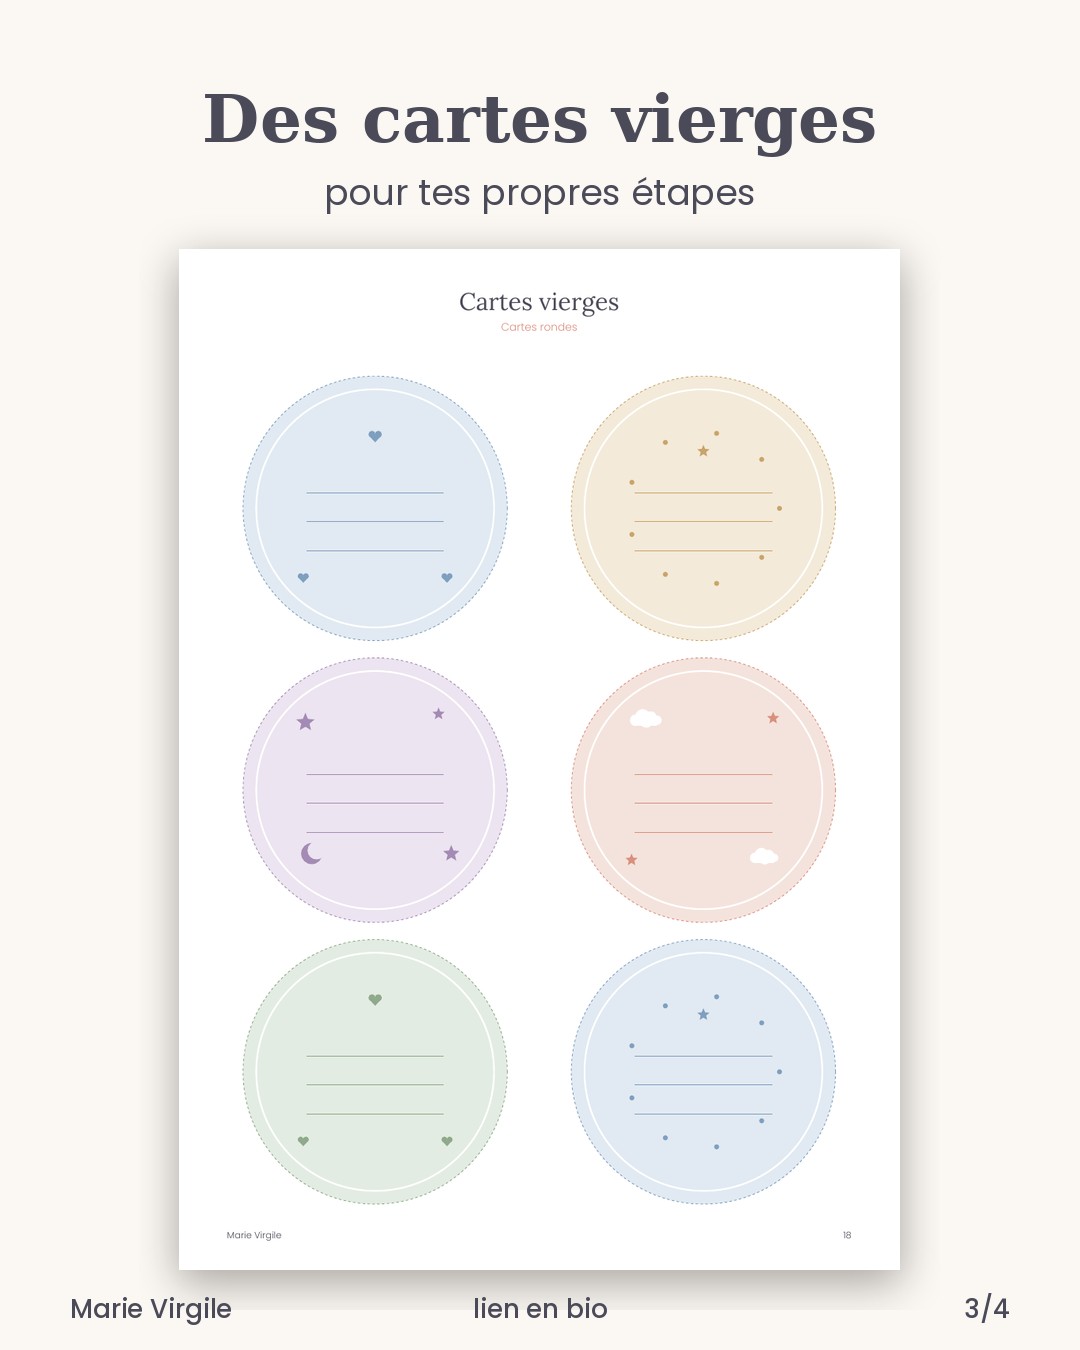 Des cartes vierges
pour tes propres étapes
Cartes vierges
Cartes rondes
Marie Virgile
18
Marie Virgile
lien en bio
3/4